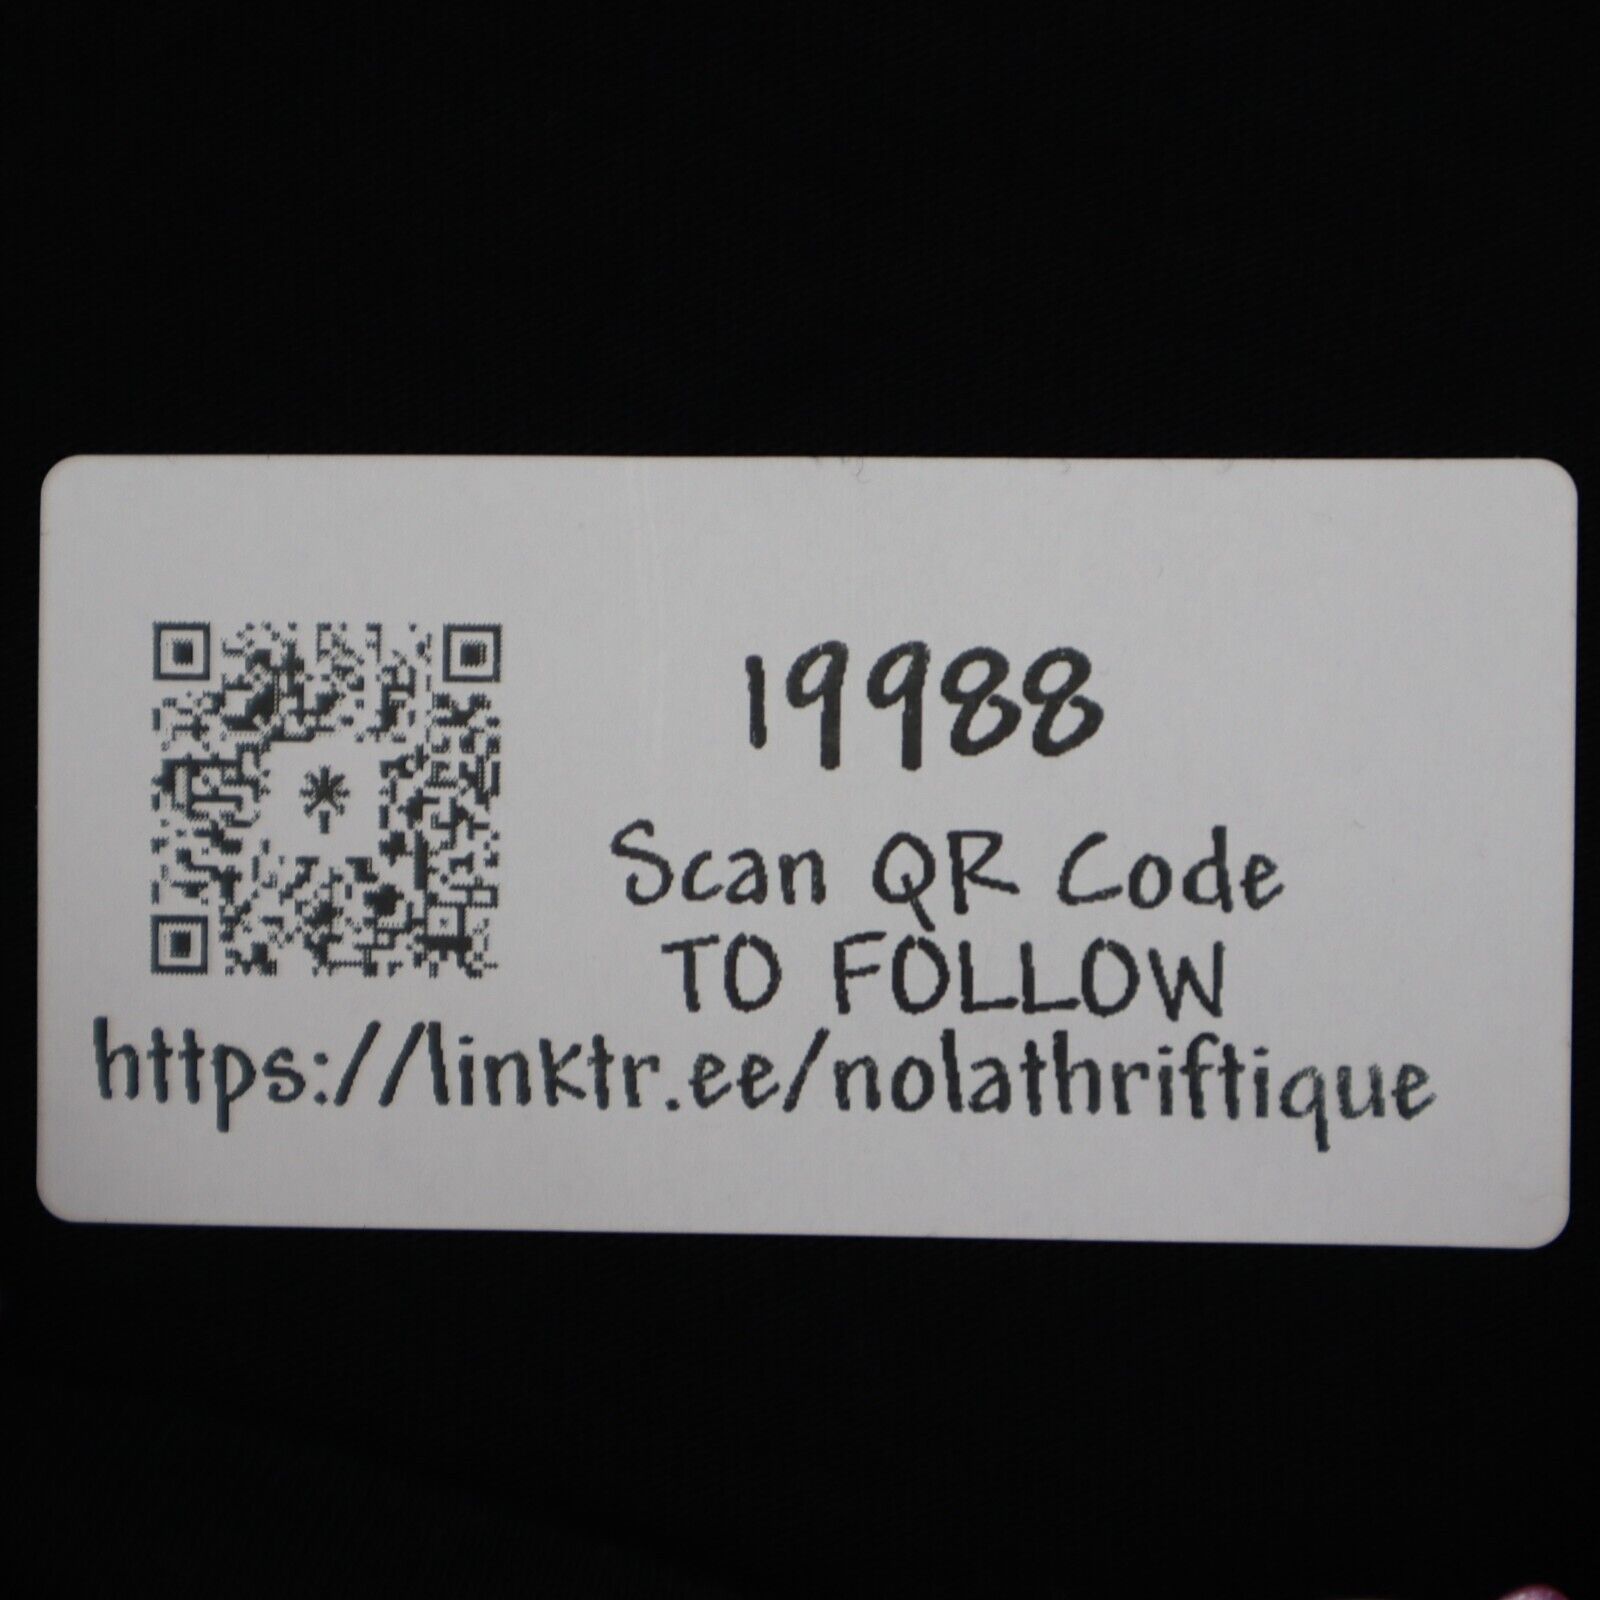 19988
Scan QR Code
TO FOLLOW
https://linktr.ee/nolathriftique